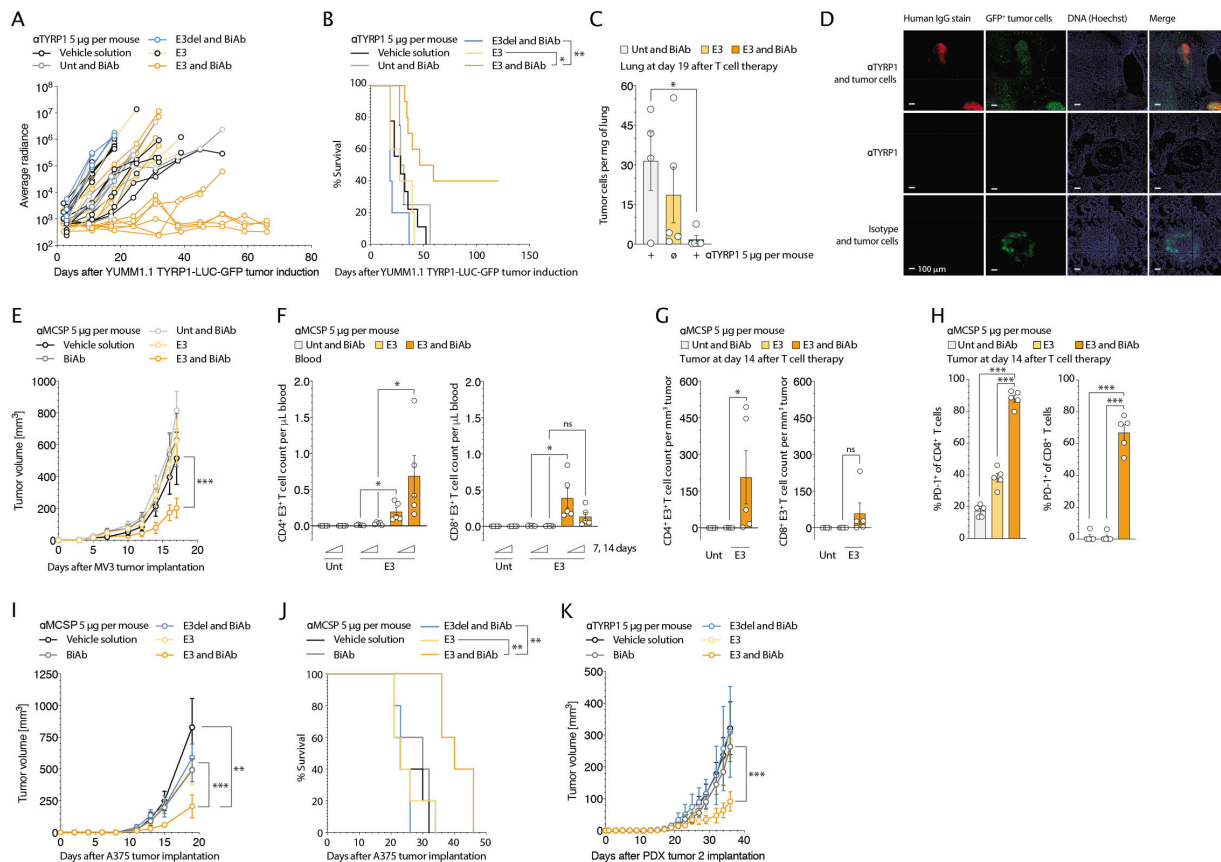 A
αTYRP1 5 µg per mouse
Vehicle solution
Unt and BiAb
E3del and BiAb
E3
E3 and BiAb
Average radiance
10⁸
10⁷
10⁶
10⁵
10⁴
10³
10²
0 20 40 60 80
Days after YUMM1.1 TYRP1-LUC-GFP tumor induction
B
αTYRP1 5 µg per mouse
Vehicle solution
Unt and BiAb
E3del and BiAb
E3
E3 and BiAb
*
**
% Survival
100
80
60
40
20
0
0 50 100 150
Days after YUMM1.1 TYRP1-LUC-GFP tumor induction
C
Unt and BiAb
E3
E3 and BiAb
Lung at day 19 after T cell therapy
Tumor cells per mg of lung
60
45
30
15
0
*
+ ø + αTYRP1 5 µg per mouse
D
Human IgG stain GFP⁺ tumor cells DNA (Hoechst) Merge
αTYRP1
and tumor cells
αTYRP1
Isotype
and tumor cells
100 µm
E
αMCSP 5 µg per mouse
Vehicle solution
BiAb
Unt and BiAb
E3
E3 and BiAb
Tumor volume [mm³]
1000
800
600
400
200
0
***
0 5 10 15 20
Days after MV3 tumor implantation
F
αMCSP 5 µg per mouse
Unt and BiAb E3 E3 and BiAb
Blood
CD4⁺ E3⁺ T cell count per µL blood
2.0
1.5
1.0
0.5
0.0
*
*
Unt E3
CD8⁺ E3⁺ T cell count per µL blood
2.0
1.5
1.0
0.5
0.0
ns
*
7, 14 days
Unt E3
G
αMCSP 5 µg per mouse
Unt and BiAb E3 E3 and BiAb
Tumor at day 14 after T cell therapy
CD4⁺ E3⁺ T cell count per mm³ tumor
600
450
300
150
0
*
Unt E3
CD8⁺ E3⁺ T cell count per mm³ tumor
600
450
300
150
0
ns
Unt E3
H
αMCSP 5 µg per mouse
Unt and BiAb E3 E3 and BiAb
Tumor at day 14 after T cell therapy
% PD-1⁺ of CD4⁺ T cells
100
80
60
40
20
0
***
***
% PD-1⁺ of CD8⁺ T cells
100
80
60
40
20
0
***
***
I
αMCSP 5 µg per mouse
Vehicle solution
BiAb
E3del and BiAb
E3
E3 and BiAb
Tumor volume [mm³]
1250
1000
750
500
250
0
***
**
0 5 10 15 20
Days after A375 tumor implantation
J
αMCSP 5 µg per mouse
Vehicle solution
BiAb
E3del and BiAb
E3
E3 and BiAb
**
**
% Survival
100
80
60
40
20
0
0 10 20 30 40 50
Days after A375 tumor implantation
K
αTYRP1 5 µg per mouse
Vehicle solution
BiAb
E3del and BiAb
E3
E3 and BiAb
Tumor volume [mm³]
500
400
300
200
100
0
***
0 10 20 30 40
Days after PDX tumor 2 implantation